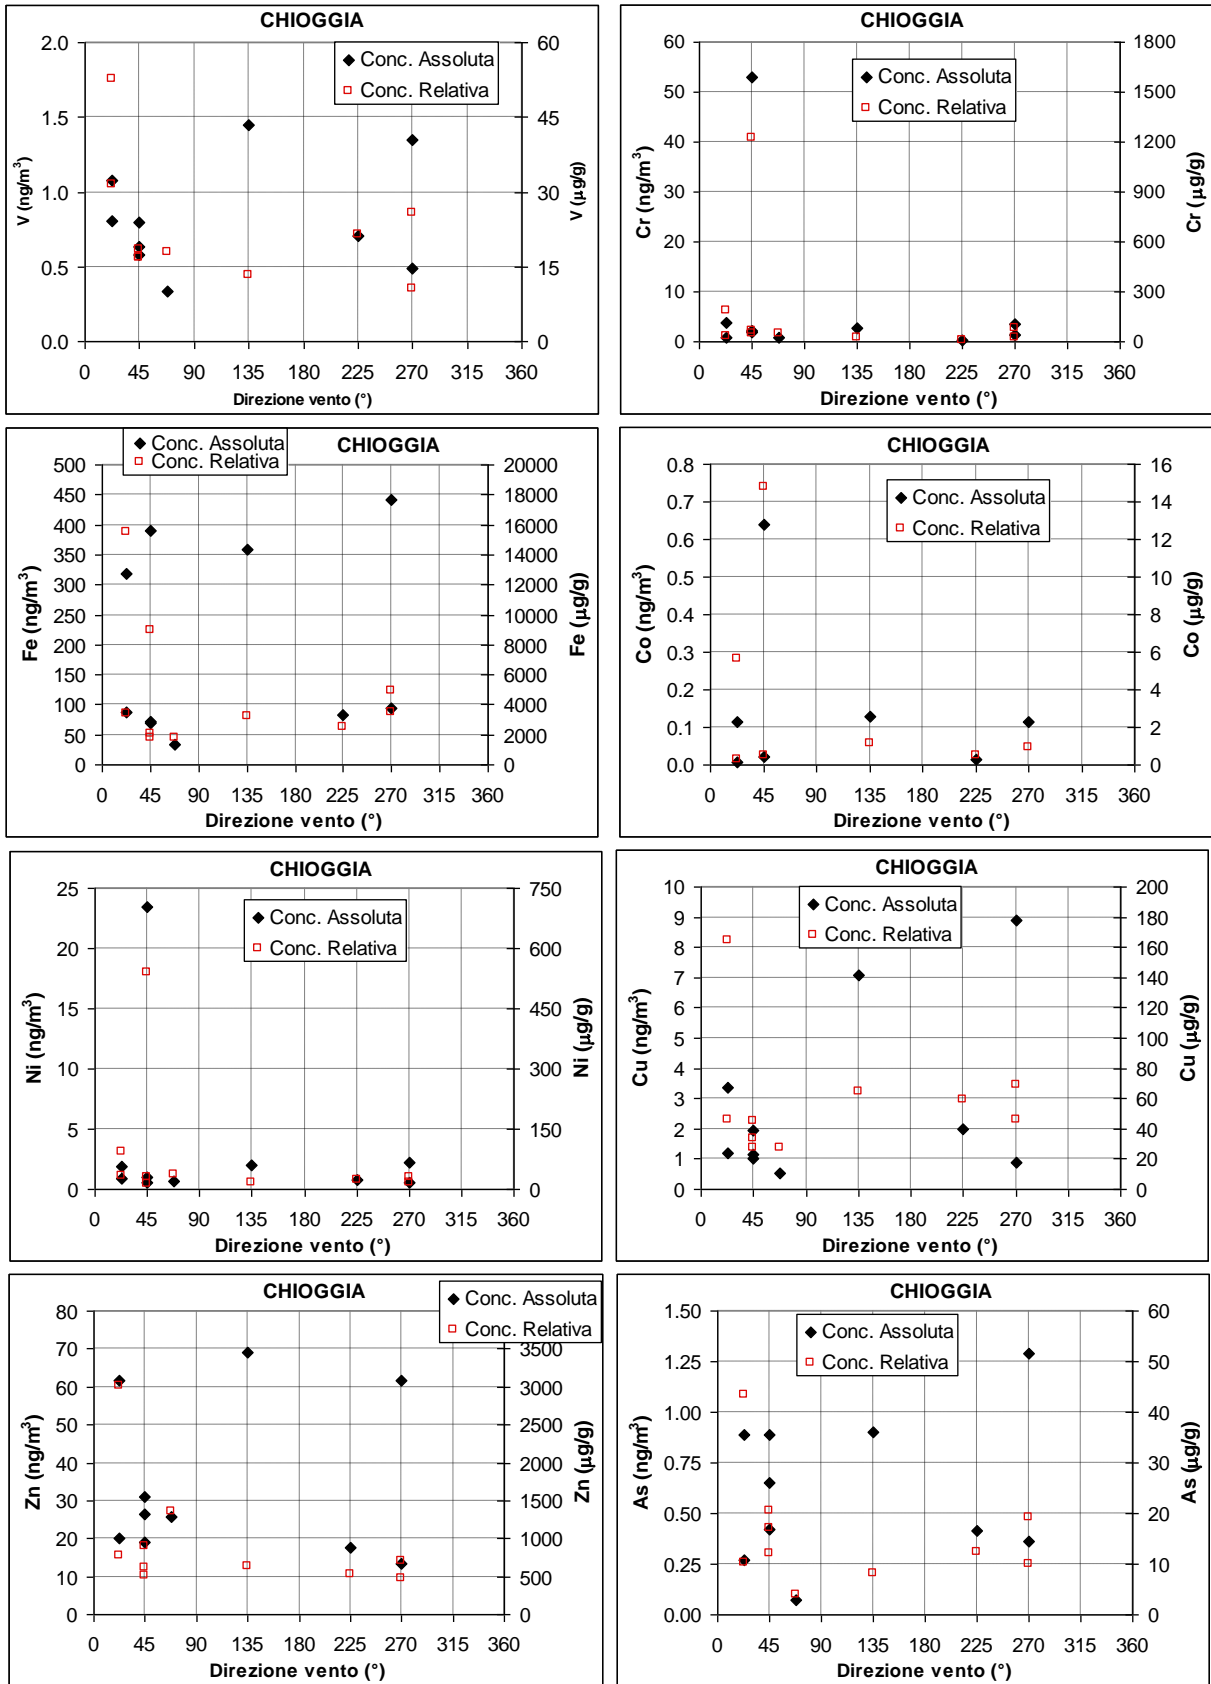 CHIOGGIA
Conc. Assoluta
Conc. Relativa
2.0
1.5
1.0
0.5
0.0
60
45
30
15
0
V (ng/m³)
V (μg/g)
0 45 90 135 180 225 270 315 360
Direzione vento (°)
CHIOGGIA
Conc. Assoluta
Conc. Relativa
60
50
40
30
20
10
0
1800
1500
1200
900
600
300
0
Cr (ng/m³)
Cr (μg/g)
0 45 90 135 180 225 270 315 360
Direzione vento (°)
CHIOGGIA
Conc. Assoluta
Conc. Relativa
500
450
400
350
300
250
200
150
100
50
0
20000
18000
16000
14000
12000
10000
8000
6000
4000
2000
0
Fe (ng/m³)
Fe (μg/g)
0 45 90 135 180 225 270 315 360
Direzione vento (°)
CHIOGGIA
Conc. Assoluta
Conc. Relativa
0.8
0.7
0.6
0.5
0.4
0.3
0.2
0.1
0.0
16
14
12
10
8
6
4
2
0
Co (ng/m³)
Co (μg/g)
0 45 90 135 180 225 270 315 360
Direzione vento (°)
CHIOGGIA
Conc. Assoluta
Conc. Relativa
25
20
15
10
5
0
750
600
450
300
150
0
Ni (ng/m³)
Ni (μg/g)
0 45 90 135 180 225 270 315 360
Direzione vento (°)
CHIOGGIA
Conc. Assoluta
Conc. Relativa
10
9
8
7
6
5
4
3
2
1
0
200
180
160
140
120
100
80
60
40
20
0
Cu (ng/m³)
Cu (μg/g)
0 45 90 135 180 225 270 315 360
Direzione vento (°)
CHIOGGIA
Conc. Assoluta
Conc. Relativa
80
70
60
50
40
30
20
10
0
3500
3000
2500
2000
1500
1000
500
0
Zn (ng/m³)
Zn (μg/g)
0 45 90 135 180 225 270 315 360
Direzione vento (°)
CHIOGGIA
Conc. Assoluta
Conc. Relativa
1.50
1.25
1.00
0.75
0.50
0.25
0.00
60
50
40
30
20
10
0
As (ng/m³)
As (μg/g)
0 45 90 135 180 225 270 315 360
Direzione vento (°)